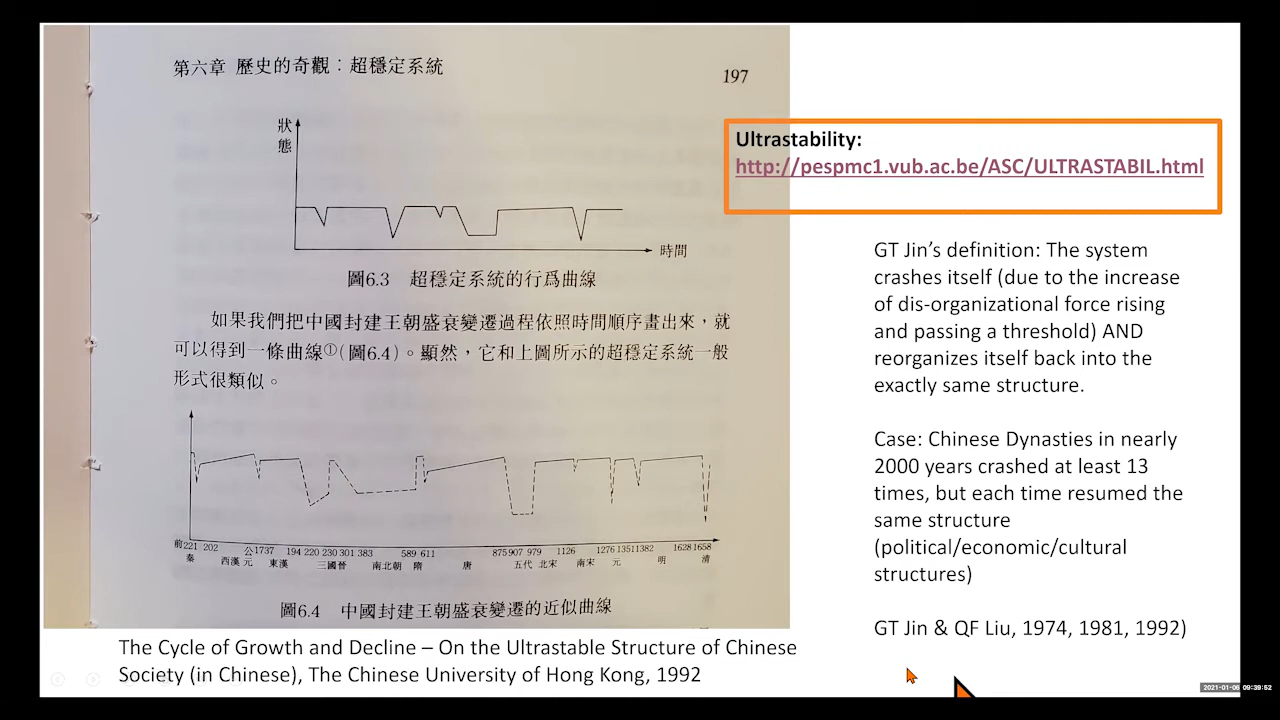 第六章 歷史的奇觀：超穩定系統
197
狀態
時間
圖6.3 超穩定系統的行爲曲線
如果我們把中國封建王朝盛衰變遷過程依照時間順序畫出來，就
可以得到一條曲線①(圖6.4)。顯然，它和上圖所示的超穩定系統一般
形式很類似。
前221 202 公1737 194 220 230 301 383 589 611 875 907 979 1126 1276 1351 1382 1628 1658
秦 西漢 元 東漢 三國晉 南北朝 隋 唐 五代 北宋 南宋 元 明 清
圖6.4 中國封建王朝盛衰變遷的近似曲線
The Cycle of Growth and Decline – On the Ultrastable Structure of Chinese
Society (in Chinese), The Chinese University of Hong Kong, 1992
Ultrastability:
http://pespmc1.vub.ac.be/ASC/ULTRASTABIL.html
GT Jin’s definition: The system
crashes itself (due to the increase
of dis-organizational force rising
and passing a threshold) AND
reorganizes itself back into the
exactly same structure.
Case: Chinese Dynasties in nearly
2000 years crashed at least 13
times, but each time resumed the
same structure
(political/economic/cultural
structures)
GT Jin & QF Liu, 1974, 1981, 1992)
2021-01-06 09:39:52